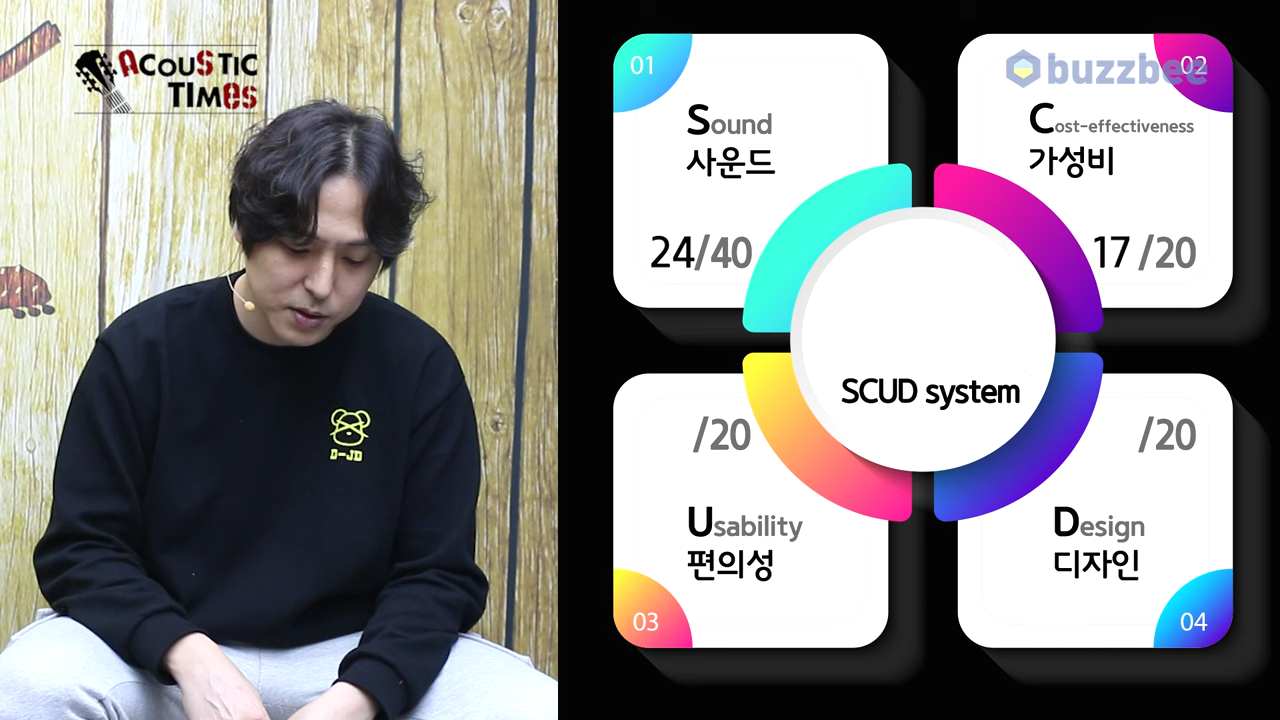 ACOUSTIC
TIMES
D-JD
01
Sound
사운드
24/40
buzzbee
02
Cost-effectiveness
가성비
17 /20
SCUD system
/20
Usability
편의성
03
/20
Design
디자인
04